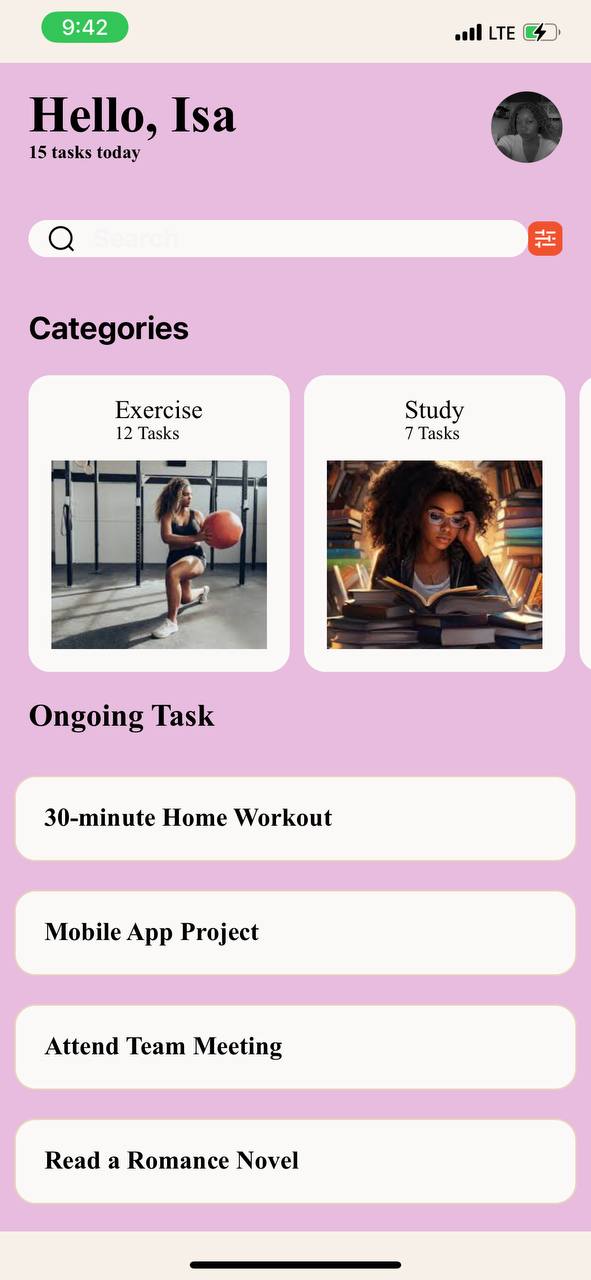 9:42 LTE
Hello, Isa
15 tasks today
Search
Categories
Exercise Study
12 Tasks 7 Tasks
Ongoing Task
30-minute Home Workout
Mobile App Project
Attend Team Meeting
Read a Romance Novel